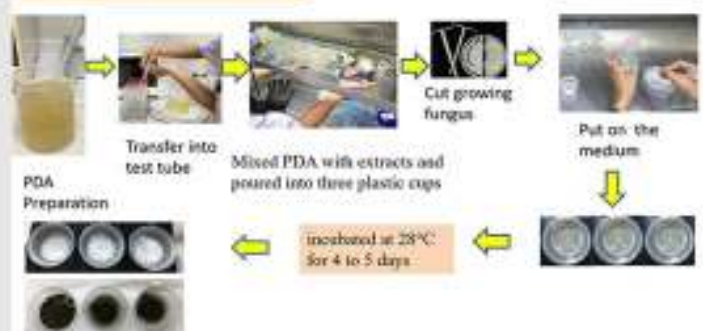 PDA
Preparation
Transfer into
test tube
Mixed PDA with extracts and
poured into three plastic cups
Cut growing
fungus
Put on the
medium
incubated at 28°C
for 4 to 5 days